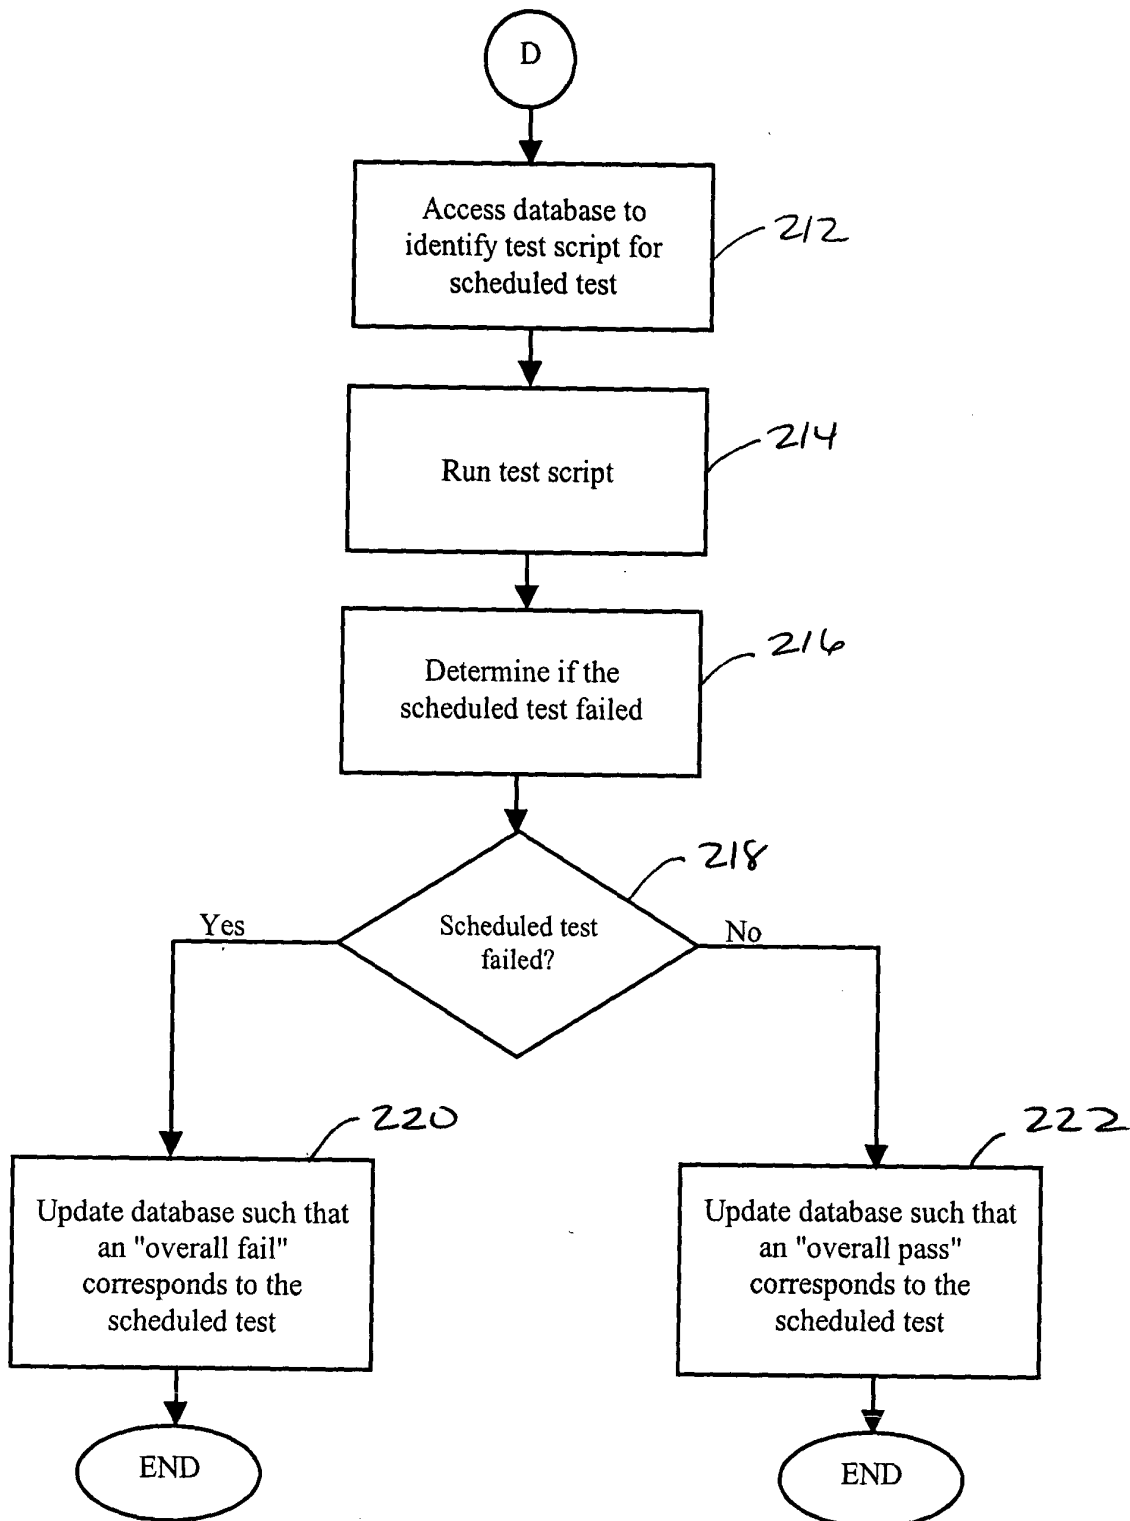 D
Access database to
identify test script for
scheduled test
212
Run test script
214
Determine if the
scheduled test failed
216
Scheduled test
failed?
218
Yes
No
220
222
Update database such that
an "overall fail"
corresponds to the
scheduled test
Update database such that
an "overall pass"
corresponds to the
scheduled test
END
END